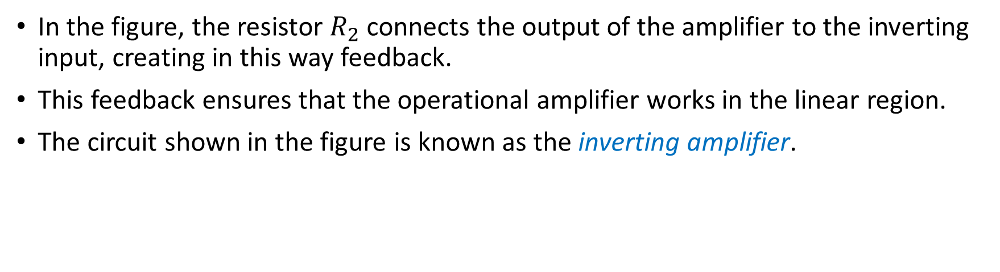 • In the figure, the resistor R₂ connects the output of the amplifier to the inverting
input, creating in this way feedback.
• This feedback ensures that the operational amplifier works in the linear region.
• The circuit shown in the figure is known as the inverting amplifier.